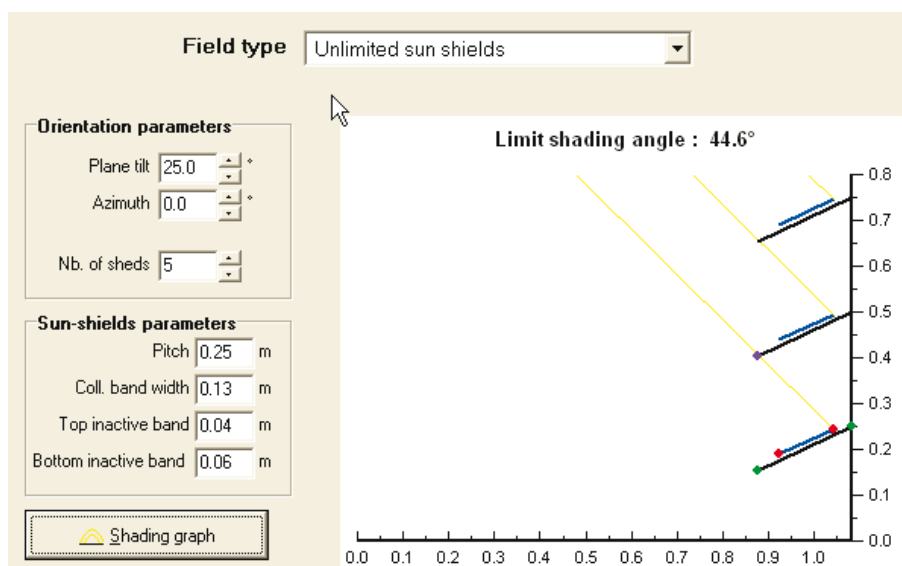 Field type Unlimited sun shields
Orientation parameters
Plane tilt 25.0 °
Azimuth 0.0 °
Nb. of sheds 5
Sun-shields parameters
Pitch 0.25 m
Coll. band width 0.13 m
Top inactive band 0.04 m
Bottom inactive band 0.06 m
Shading graph
Limit shading angle : 44.6°
0.8
0.7
0.6
0.5
0.4
0.3
0.2
0.1
0.0
0.0 0.1 0.2 0.3 0.4 0.5 0.6 0.7 0.8 0.9 1.0